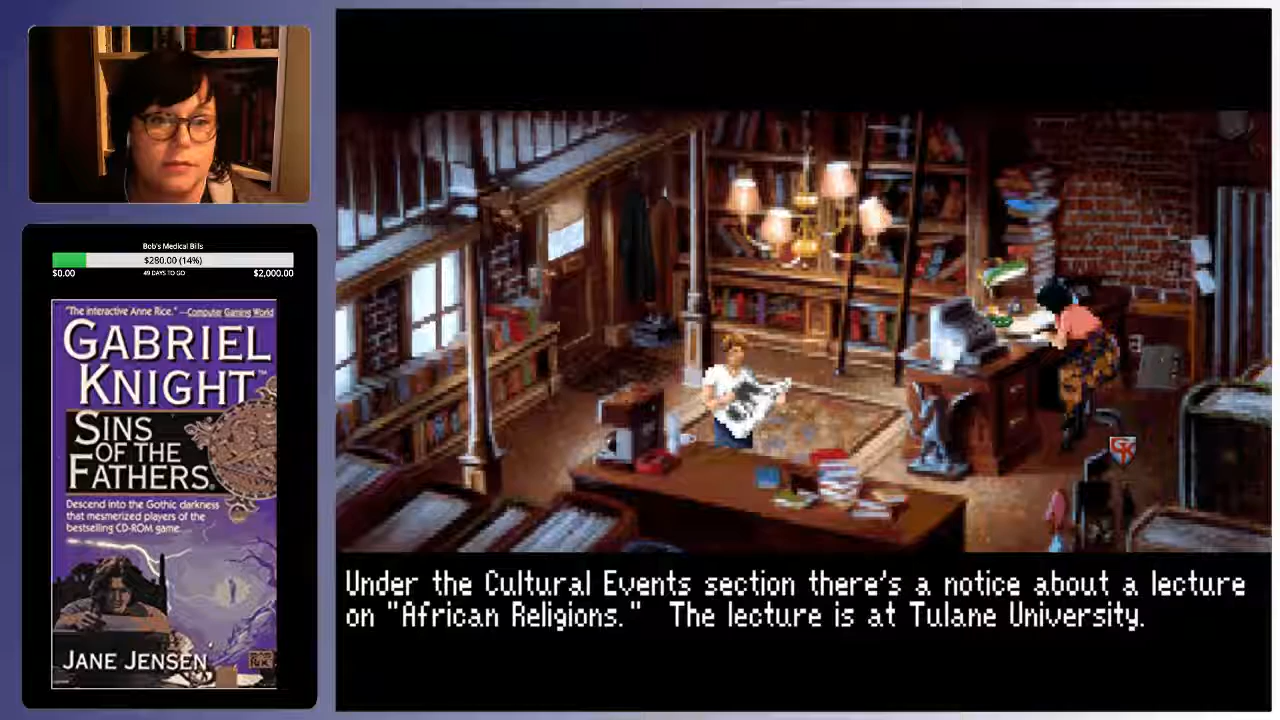 Bob's Medical Bills
$280.00 (14%)
$0.00 49 DAYS TO GO $2,000.00
"The interactive Anne Rice." —Computer Gaming World
GABRIEL
KNIGHT™
SINS
OF THE
FATHERS®
Descend into the Gothic darkness
that mesmerized players of the
bestselling CD-ROM game.
JANE JENSEN
GK
Under the Cultural Events section there's a notice about a lecture
on "African Religions." The lecture is at Tulane University.